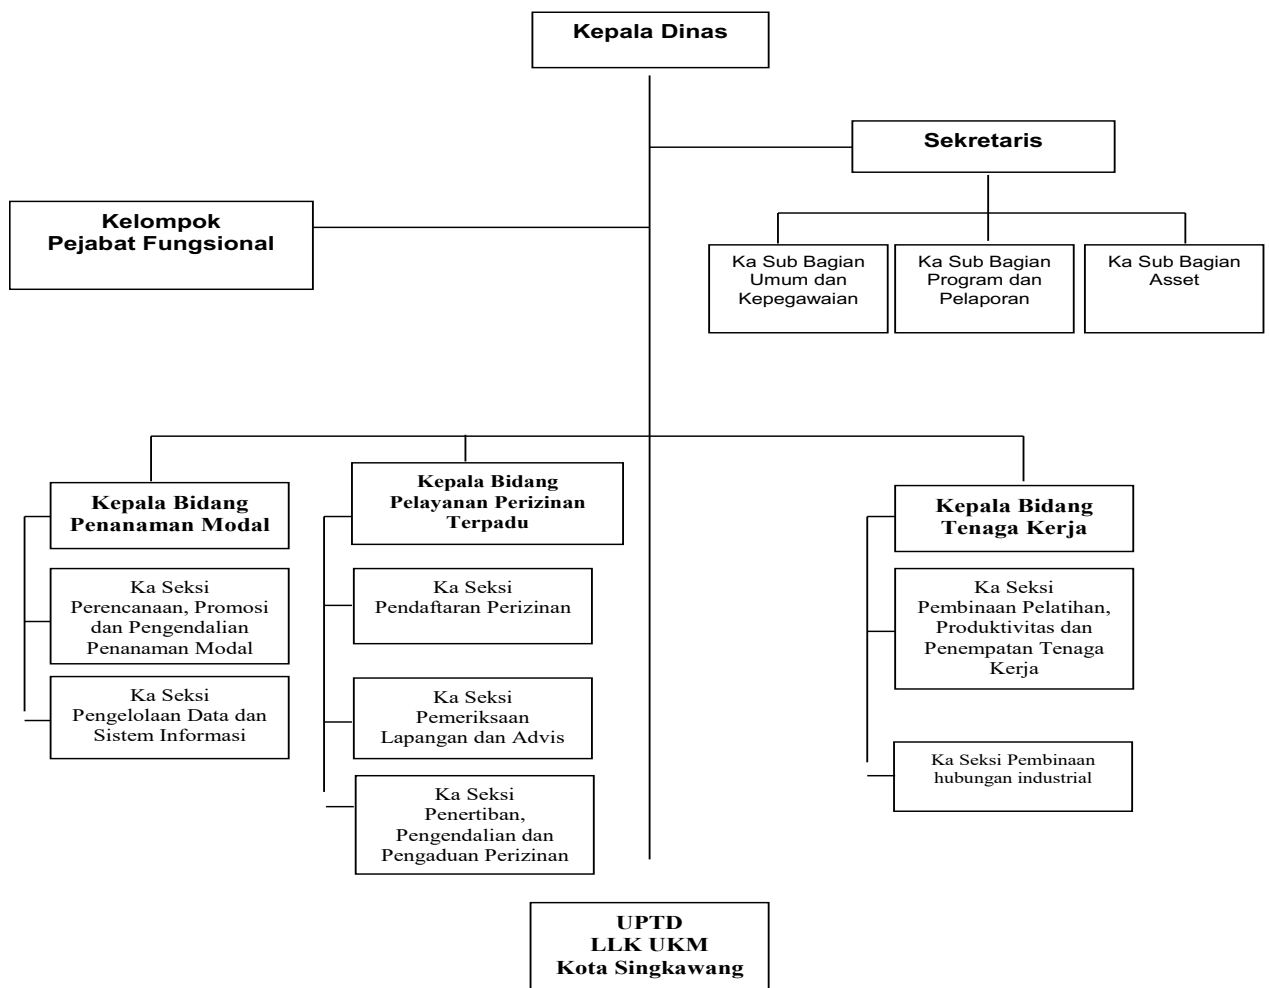 Kepala Dinas
Sekretaris
Kelompok
Pejabat Fungsional
Ka Sub Bagian
Umum dan
Kepegawaian
Ka Sub Bagian
Program dan
Pelaporan
Ka Sub Bagian
Asset
Kepala Bidang
Penanaman Modal
Ka Seksi
Perencanaan, Promosi
dan Pengendalian
Penanaman Modal
Ka Seksi
Pengelolaan Data dan
Sistem Informasi
Kepala Bidang
Pelayanan Perizinan
Terpadu
Ka Seksi
Pendaftaran Perizinan
Ka Seksi
Pemeriksaan
Lapangan dan Advis
Ka Seksi
Penertiban,
Pengendalian dan
Pengaduan Perizinan
Kepala Bidang
Tenaga Kerja
Ka Seksi
Pembinaan Pelatihan,
Produktivitas dan
Penempatan Tenaga
Kerja
Ka Seksi Pembinaan
hubungan industrial
UPTD
LLK UKM
Kota Singkawang